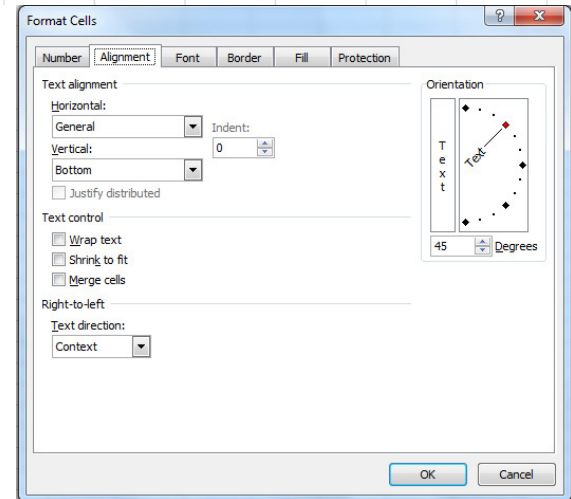 Format Cells
Number Alignment Font Border Fill Protection
Text alignment
Horizontal:
General
Indent:
0
Vertical:
Bottom
Justify distributed
Text control
Wrap text
Shrink to fit
Merge cells
Right-to-left
Text direction:
Context
Orientation
Text
Text
45 Degrees
OK Cancel